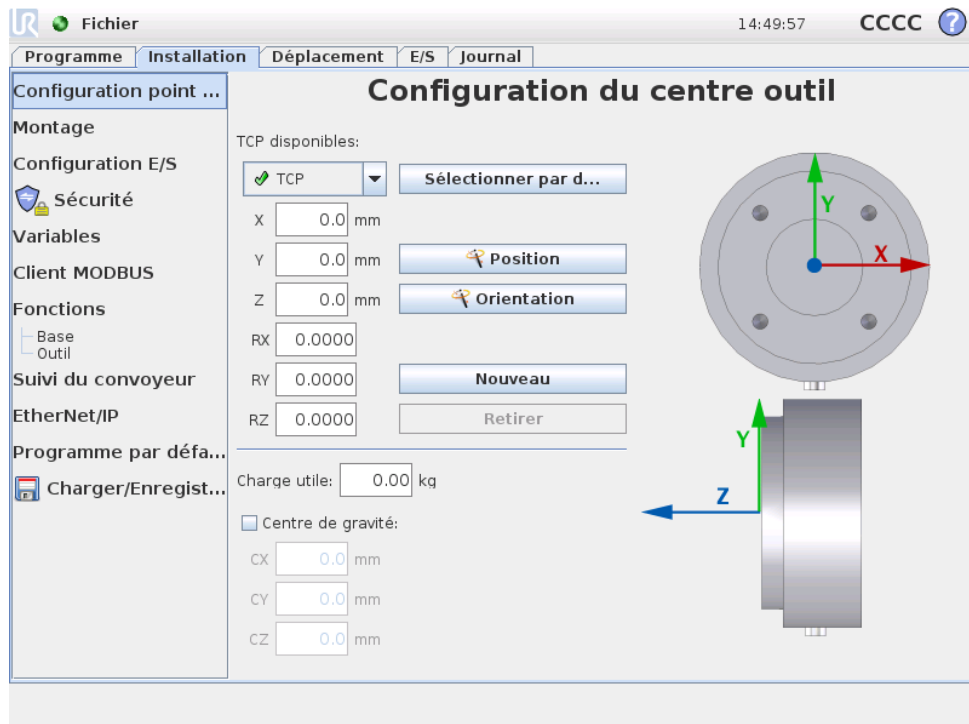 UR Fichier 14:49:57 CCCC ?
Programme Installation Déplacement E/S Journal
Configuration point ...
Montage
Configuration E/S
Sécurité
Variables
Client MODBUS
Fonctions
Base
Outil
Suivi du convoyeur
EtherNet/IP
Programme par défa...
Charger/Enregist...
Configuration du centre outil
TCP disponibles:
TCP Sélectionner par d...
X 0.0 mm
Y 0.0 mm Position
Z 0.0 mm Orientation
RX 0.0000
RY 0.0000 Nouveau
RZ 0.0000 Retirer
Charge utile: 0.00 kg
Centre de gravité:
CX 0.0 mm
CY 0.0 mm
CZ 0.0 mm
Y
X
Y
Z